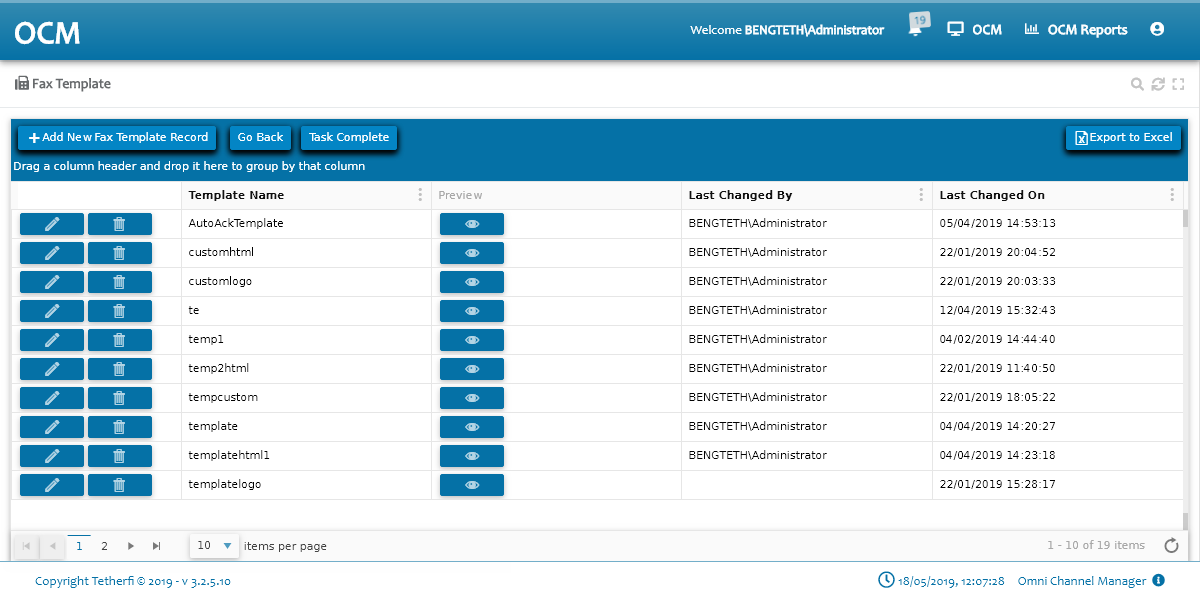 OCM
Welcome BENGTETH\Administrator 19 OCM OCM Reports
Fax Template
Add New Fax Template Record Go Back Task Complete Export to Excel
Drag a column header and drop it here to group by that column
Template Name Preview Last Changed By Last Changed On
AutoAckTemplate BENGTETH\Administrator 05/04/2019 14:53:13
customhtml BENGTETH\Administrator 22/01/2019 20:04:52
customlogo BENGTETH\Administrator 22/01/2019 20:03:33
te BENGTETH\Administrator 12/04/2019 15:32:43
temp1 BENGTETH\Administrator 04/02/2019 14:44:40
temp2html BENGTETH\Administrator 22/01/2019 11:40:50
tempcustom BENGTETH\Administrator 22/01/2019 18:05:22
template BENGTETH\Administrator 04/04/2019 14:20:27
templatehtml1 BENGTETH\Administrator 04/04/2019 14:23:18
templatelogo 22/01/2019 15:28:17
1 2 10 items per page 1 - 10 of 19 items
Copyright Tetherfi © 2019 - v 3.2.5.10 18/05/2019, 12:07:28 Omni Channel Manager